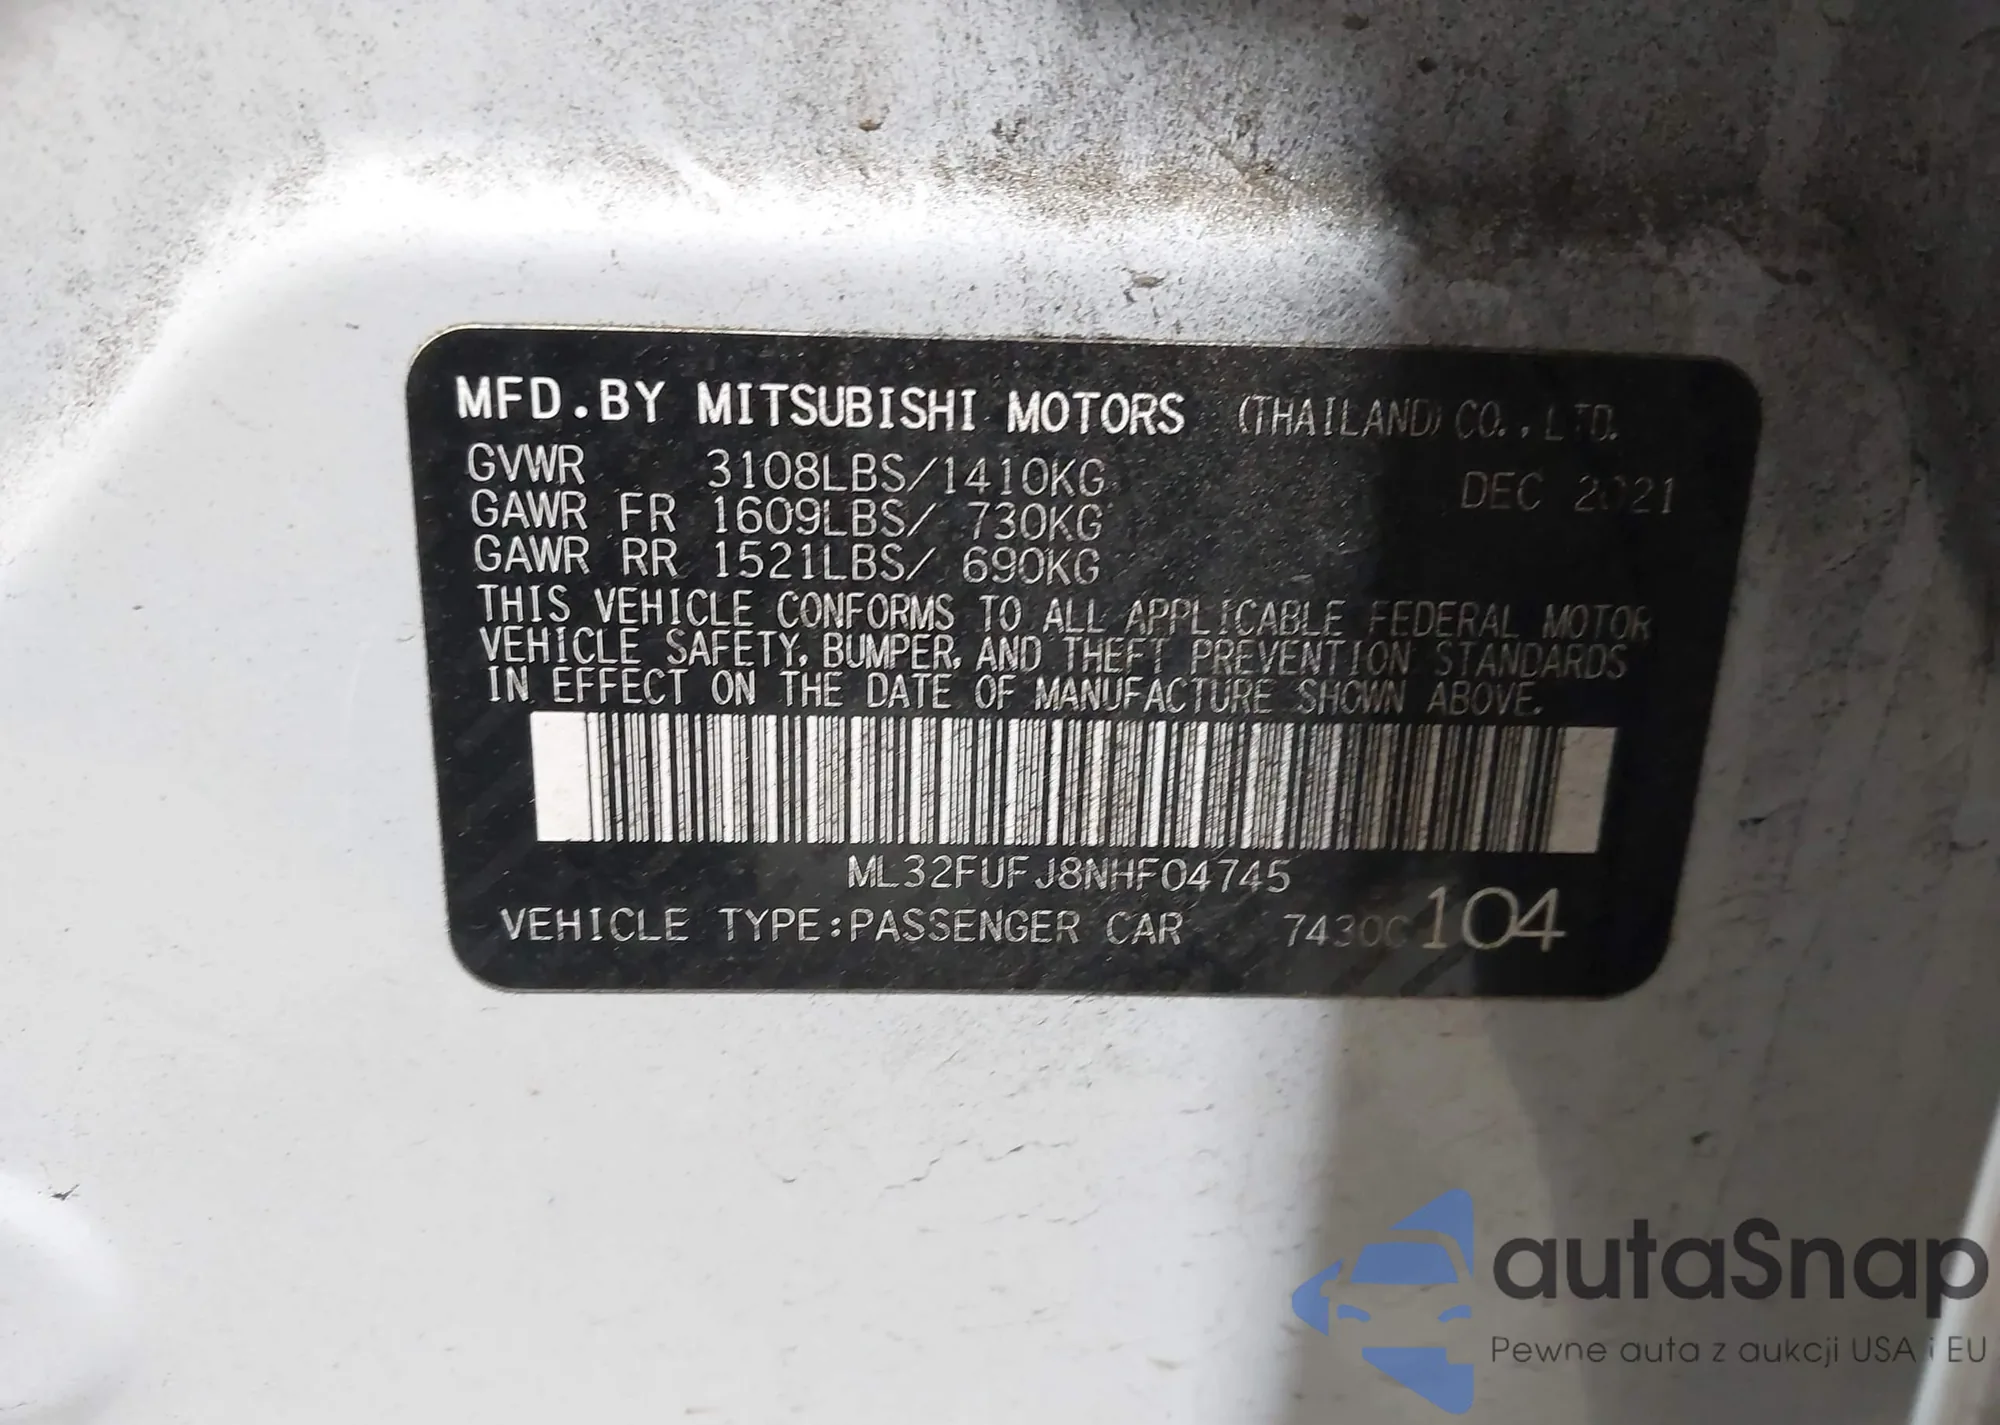 MFD.BY MITSUBISHI MOTORS (THAILAND) CO., LTD.
GVWR 3108LBS/1410KG DEC 2021
GAWR FR 1609LBS/ 730KG
GAWR RR 1521LBS/ 690KG
THIS VEHICLE CONFORMS TO ALL APPLICABLE FEDERAL MOTOR
VEHICLE SAFETY, BUMPER, AND THEFT PREVENTION STANDARDS
IN EFFECT ON THE DATE OF MANUFACTURE SHOWN ABOVE.
ML32FUFJ8NHF04745
VEHICLE TYPE:PASSENGER CAR 7430C104
autaSnap
Pewne auta z aukcji USA i EU